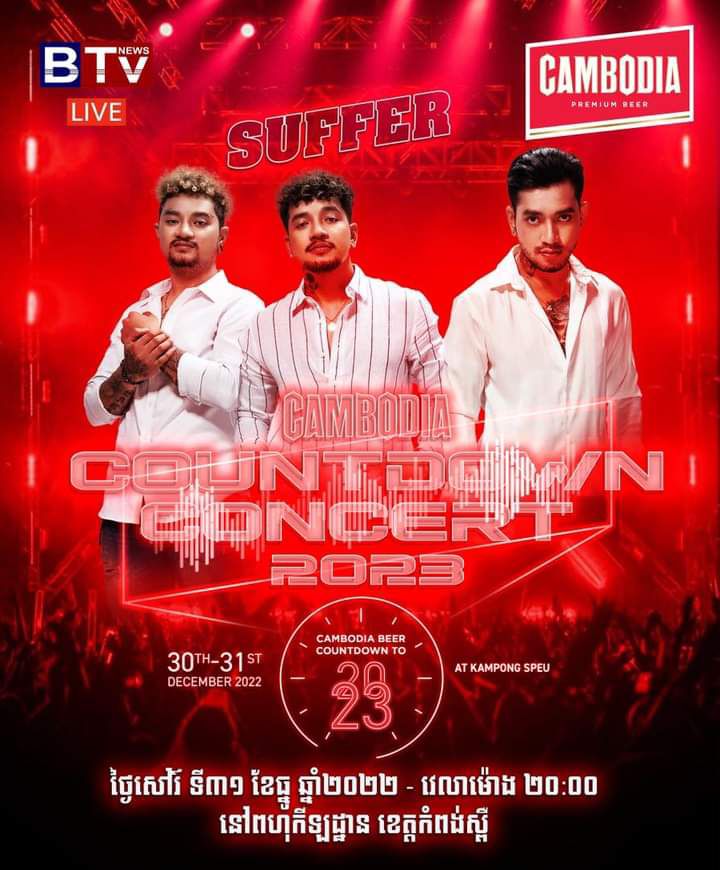 BTV NEWS
LIVE
CAMBODIA
PREMIUM BEER
SUFFER
CAMBODIA
COUNTDOWN
CONCERT
2023
30TH-31ST
DECEMBER 2022
CAMBODIA BEER
COUNTDOWN TO
2023
AT KAMPONG SPEU
ថ្ងៃសៅរ៍ ទី៣១ ខែធ្នូ ឆ្នាំ២០២២ - វេលាម៉ោង ២០:០០
នៅពហុកីឡដ្ឋាន ខេត្តកំពង់ស្ពឺ